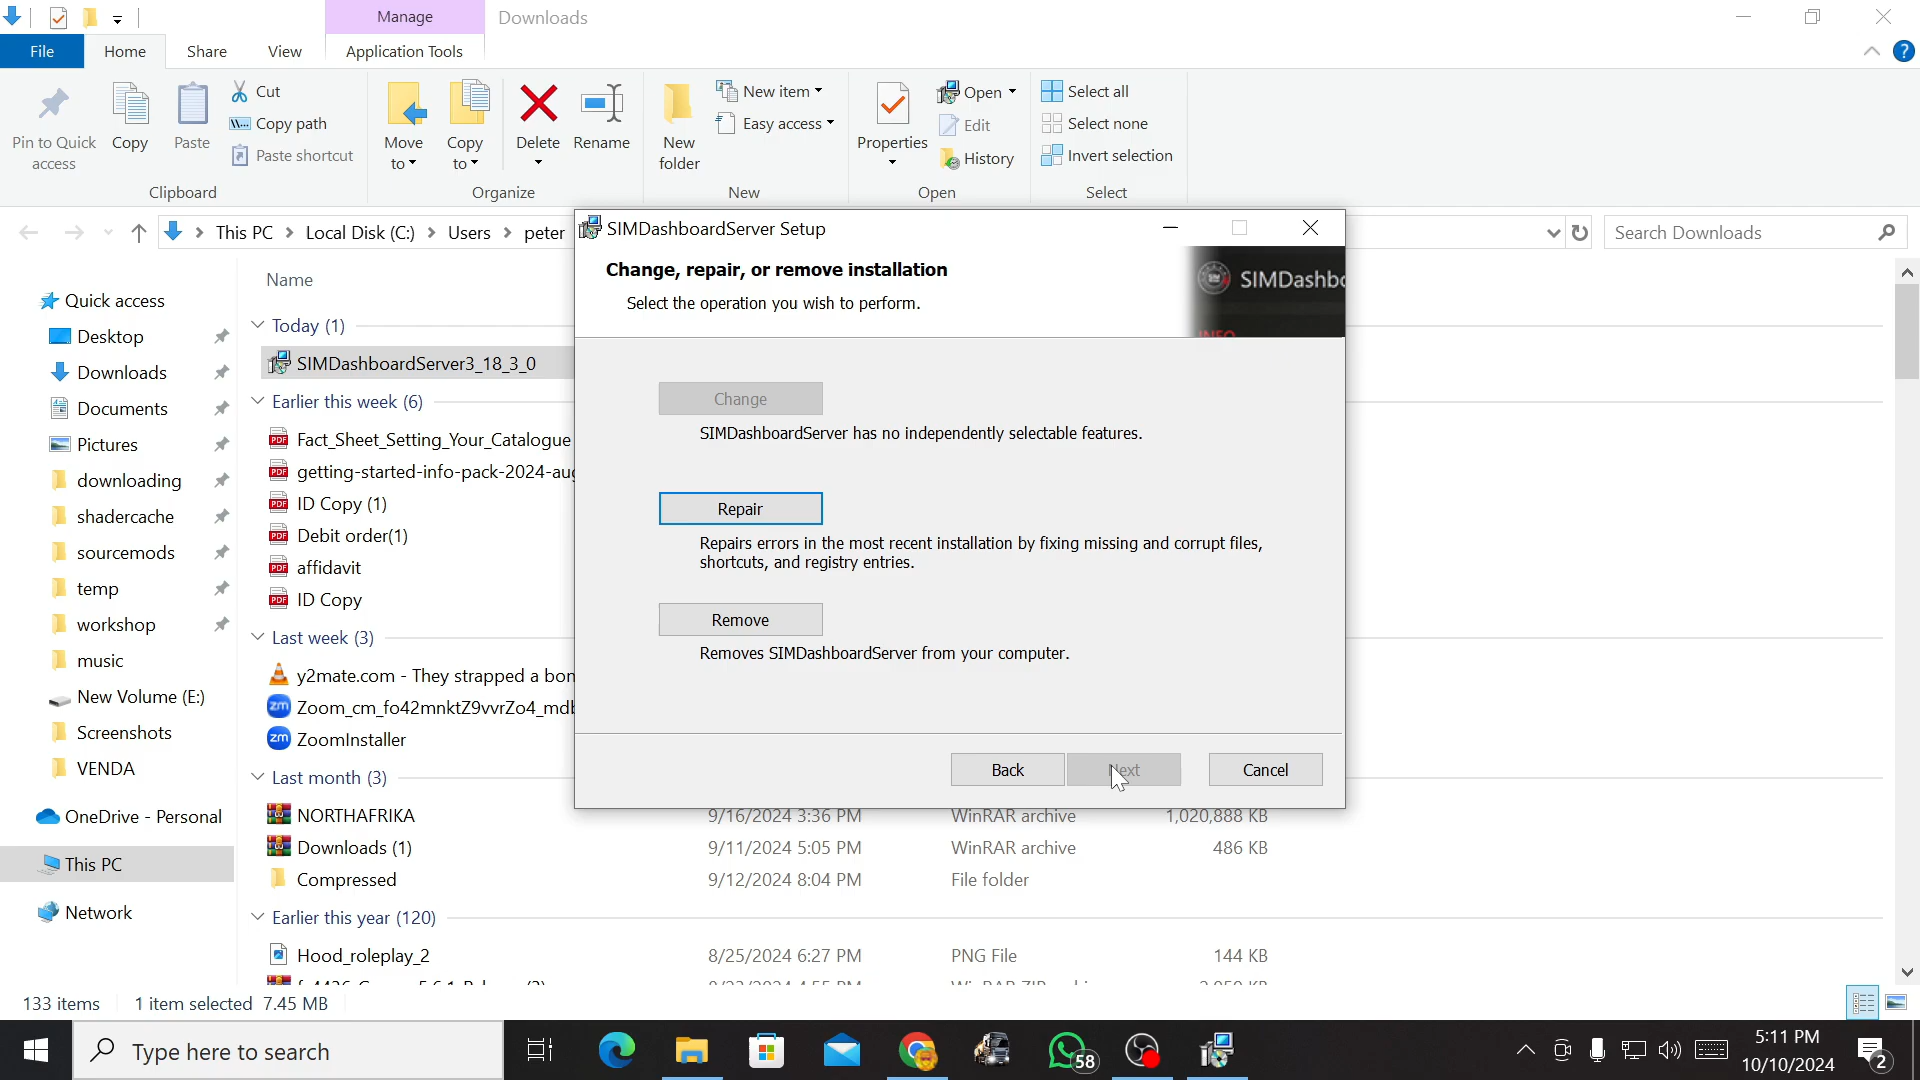 Manage
Downloads
File
Home
Share
View
Application Tools
Pin to Quick
access
Copy
Paste
Cut
Copy path
Paste shortcut
Clipboard
Move
to
Copy
to
Delete
Rename
Organize
New
folder
New item
Easy access
New
Properties
Open
Edit
History
Open
Select all
Select none
Invert selection
Select
This PC
Local Disk (C:)
Users
peter
Search Downloads
Quick access
Desktop
Downloads
Documents
Pictures
downloading
shadercache
sourcemods
temp
workshop
music
New Volume (E:)
Screenshots
VENDA
OneDrive - Personal
This PC
Network
Name
Today (1)
SIMDashboardServer3_18_3_0
Earlier this week (6)
Fact_Sheet_Setting_Your_Catalogue
getting-started-info-pack-2024-aug
ID Copy (1)
Debit order(1)
affidavit
ID Copy
Last week (3)
y2mate.com - They strapped a
Zoom_cm_fo42mnktZ9vvrZo4_
ZoomInstaller
Last month (3)
NORTHAFRIKA 9/16/2024 3:36 PM WinRAR archive 1,020,888 KB
Downloads (1) 9/11/2024 5:05 PM WinRAR archive 486 KB
Compressed 9/12/2024 8:04 PM File folder
Earlier this year (120)
Hood_roleplay_2 8/25/2024 6:27 PM PNG File 144 KB
SIMDashboardServer Setup
Change, repair, or remove installation
Select the operation you wish to perform.
SIMDashbo
INFO
Change
SIMDashboardServer has no independently selectable features.
Repair
Repairs errors in the most recent installation by fixing missing and corrupt files,
shortcuts, and registry entries.
Remove
Removes SIMDashboardServer from your computer.
Back
Next
Cancel
133 items
1 item selected 7.45 MB
Type here to search
58
5:11 PM
10/10/2024
2